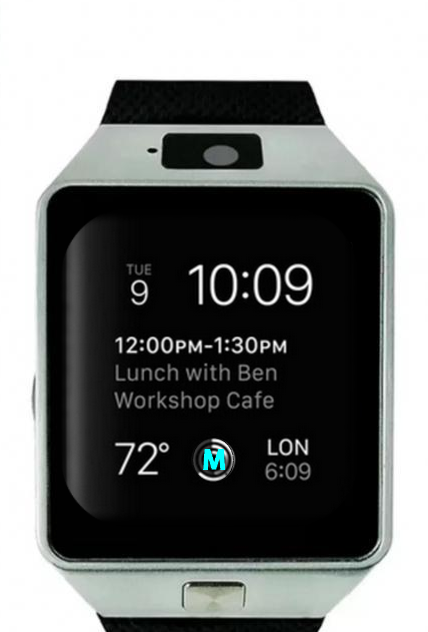 TUE
9 10:09
12:00PM-1:30PM
Lunch with Ben
Workshop Cafe
72° M LON
6:09